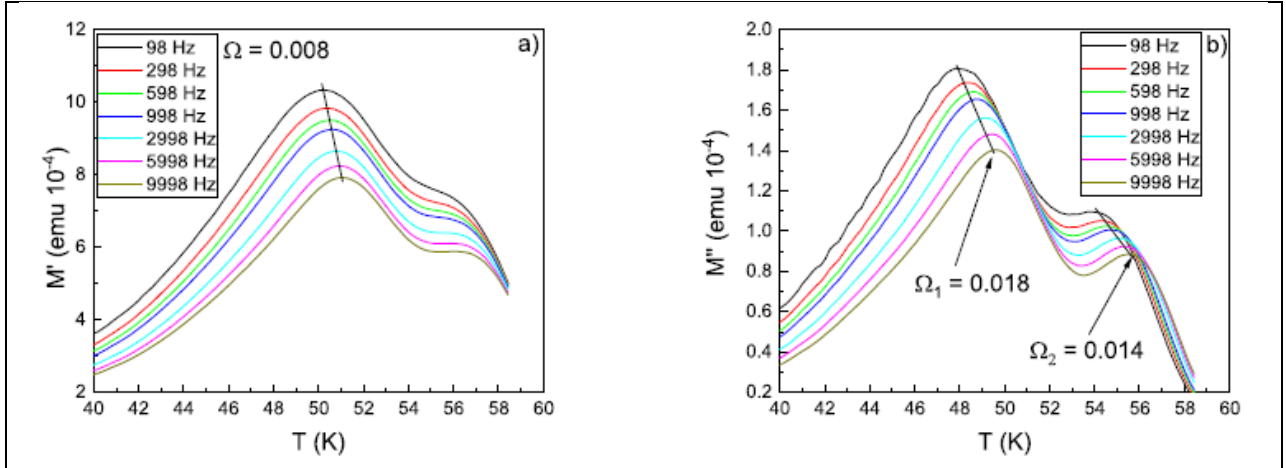 a)
Ω = 0.008
98 Hz
298 Hz
598 Hz
998 Hz
2998 Hz
5998 Hz
9998 Hz
M' (emu 10⁻⁴)
12
10
8
6
4
2
40 42 44 46 48 50 52 54 56 58 60
T (K)
b)
98 Hz
298 Hz
598 Hz
998 Hz
2998 Hz
5998 Hz
9998 Hz
M'' (emu 10⁻⁴)
2.0
1.8
1.6
1.4
1.2
1.0
0.8
0.6
0.4
0.2
Ω₁ = 0.018
Ω₂ = 0.014
40 42 44 46 48 50 52 54 56 58 60
T (K)